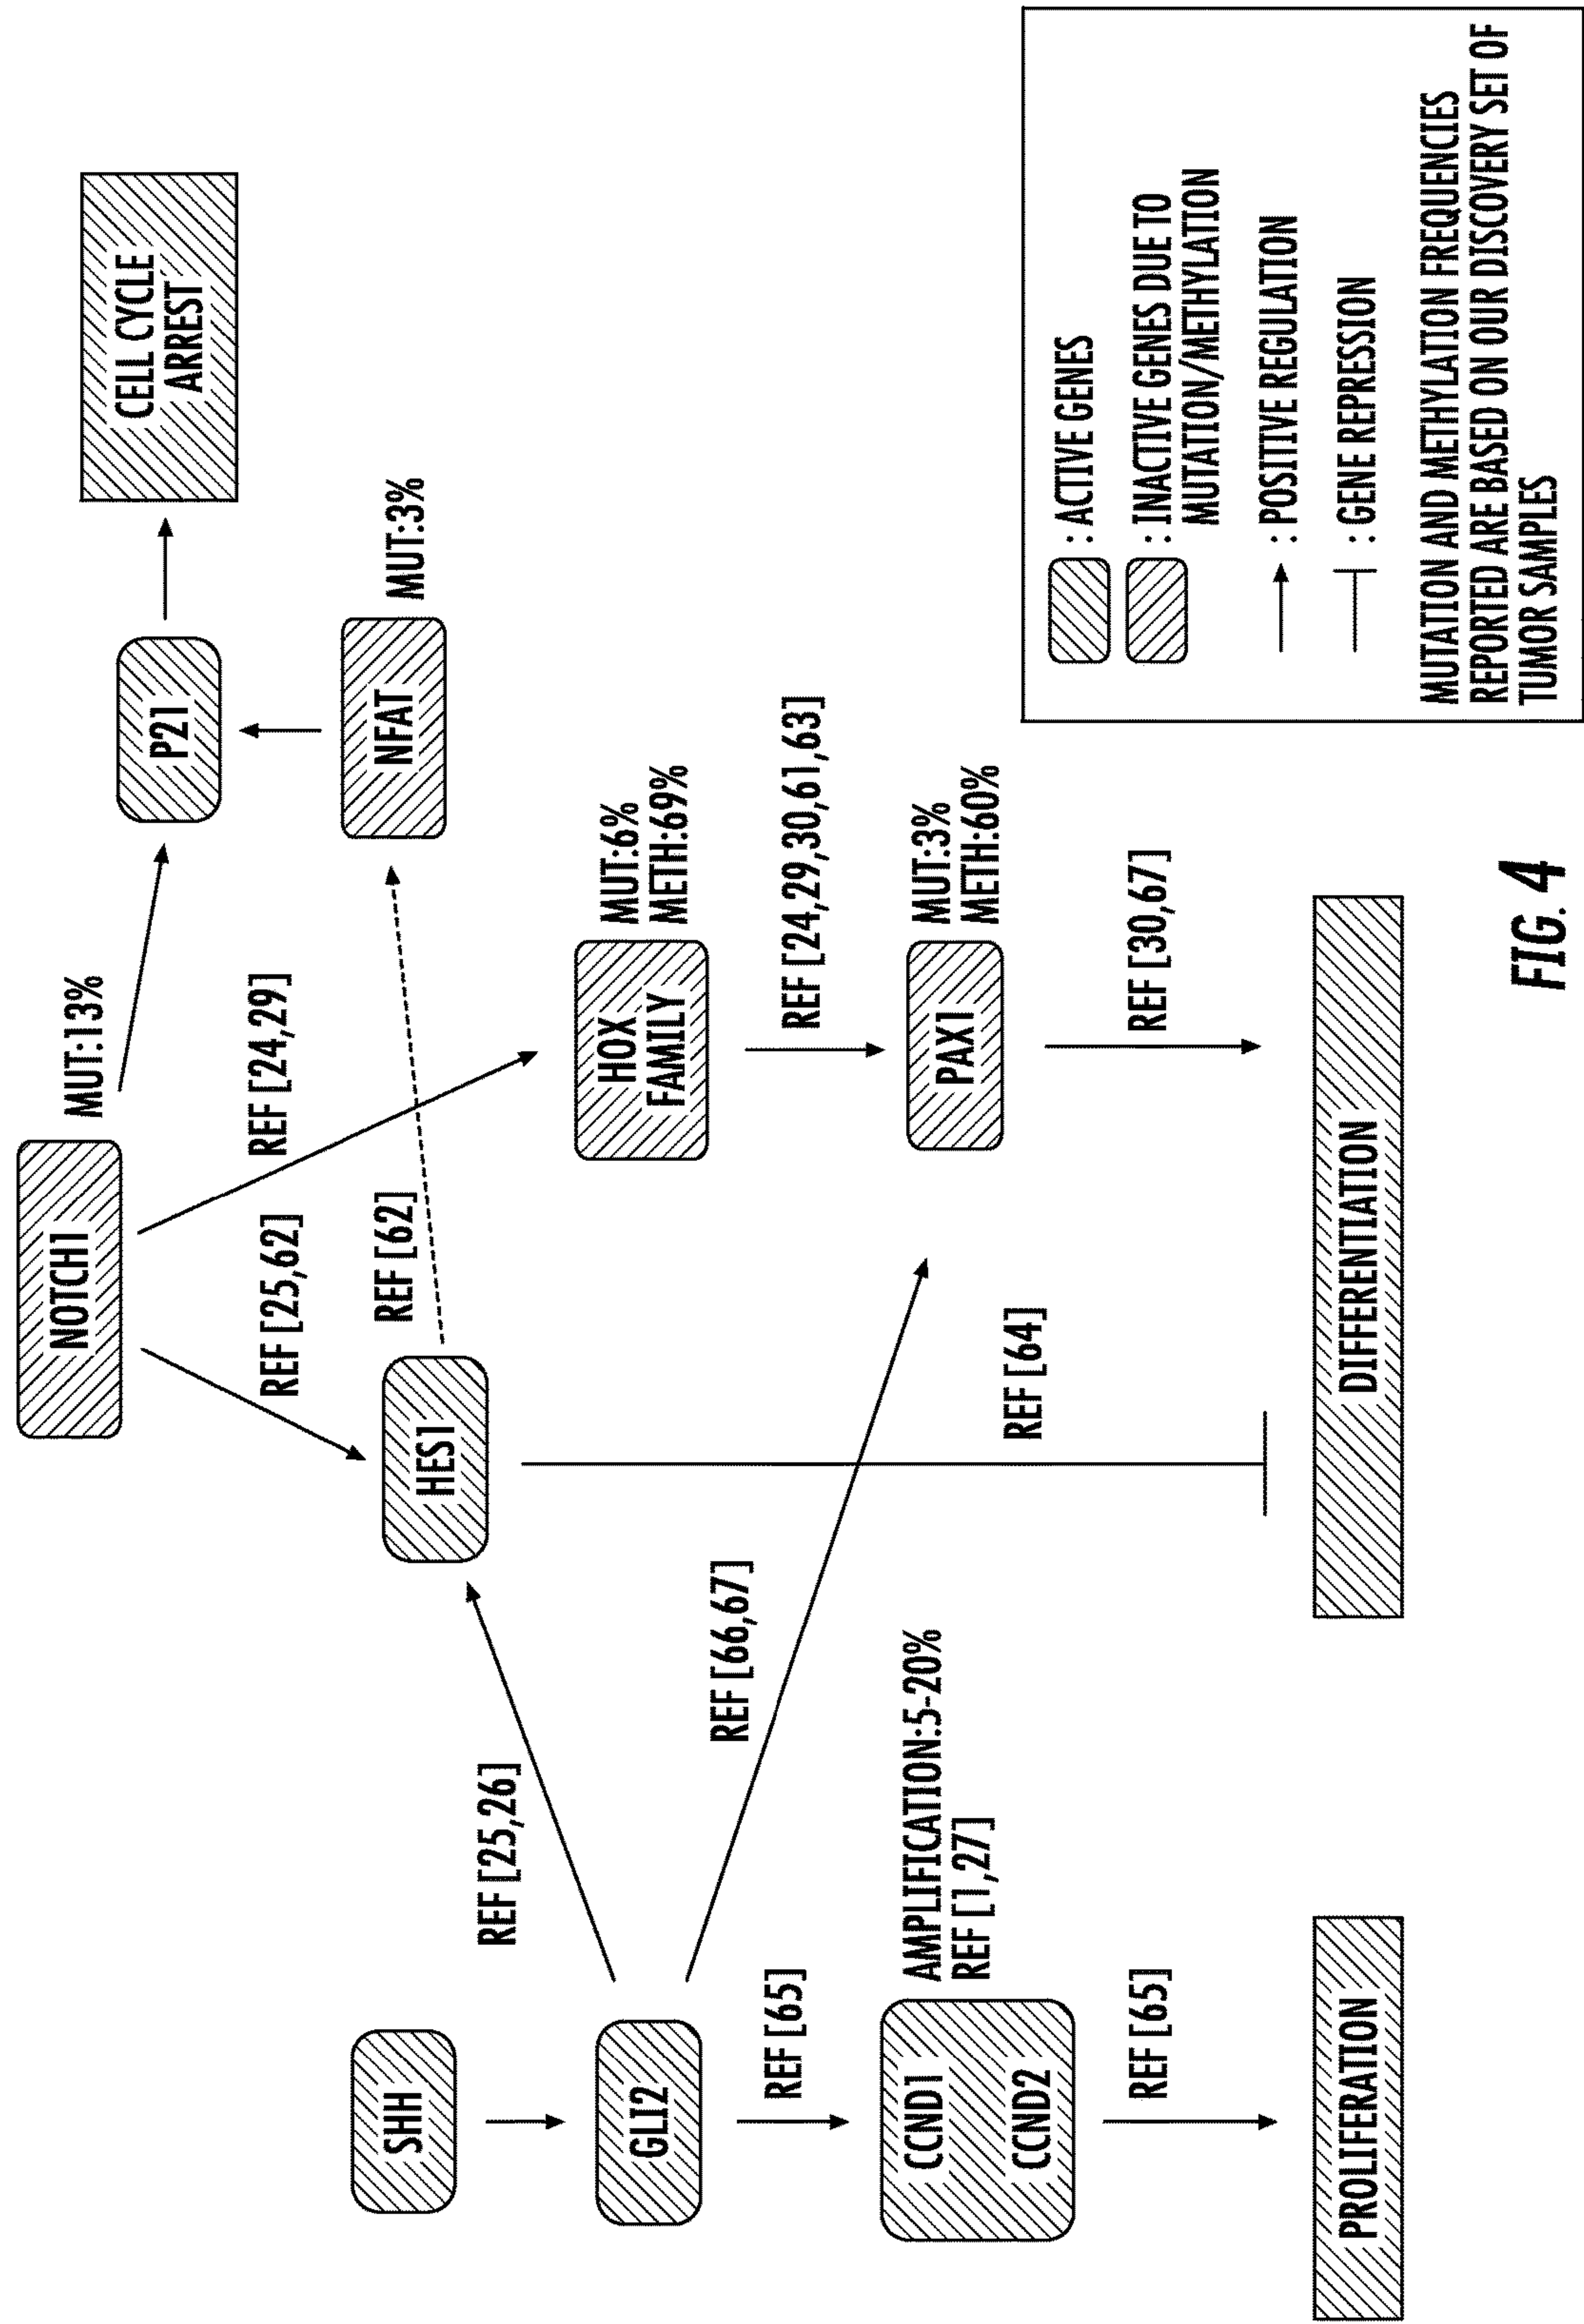 NOTCH1
MUT:13%
P21
CELL CYCLE
ARREST
REF [25,62]
REF [24,29]
SHH
HES1
REF [62]
NFAT
MUT:3%
REF [25,26]
GLI2
HOX
FAMILY
MUT:6%
METH:69%
REF [66,67]
REF [65]
REF [24,29,30,61,63]
CCND1
CCND2
AMPLIFICATION:5-20%
REF [1,27]
PAX1
MUT:3%
METH:60%
REF [64]
REF [65]
REF [30,67]
PROLIFERATION
DIFFERENTIATION
: ACTIVE GENES
: INACTIVE GENES DUE TO
MUTATION/METHYLATION
: POSITIVE REGULATION
: GENE REPRESSION
MUTATION AND METHYLATION FREQUENCIES
REPORTED ARE BASED ON OUR DISCOVERY SET OF
TUMOR SAMPLES
FIG. 4